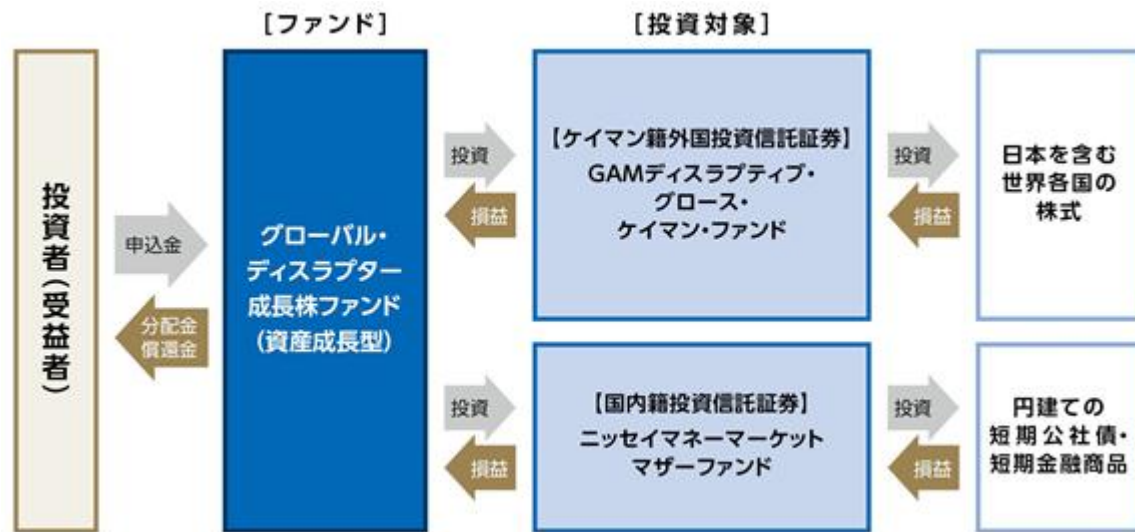 [ファンド]
[投資対象]
投資者(受益者)
申込金
分配金
償還金
グローバル・
ディスラプター
成長株ファンド
(資産成長型)
投資
損益
【ケイマン籍外国投資信託証券】
GAMディスラプティブ・
グロース・
ケイマン・ファンド
投資
損益
日本を含む
世界各国の
株式
投資
損益
【国内籍投資信託証券】
ニッセイマネーマーケット
マザーファンド
投資
損益
円建ての
短期公社債・
短期金融商品